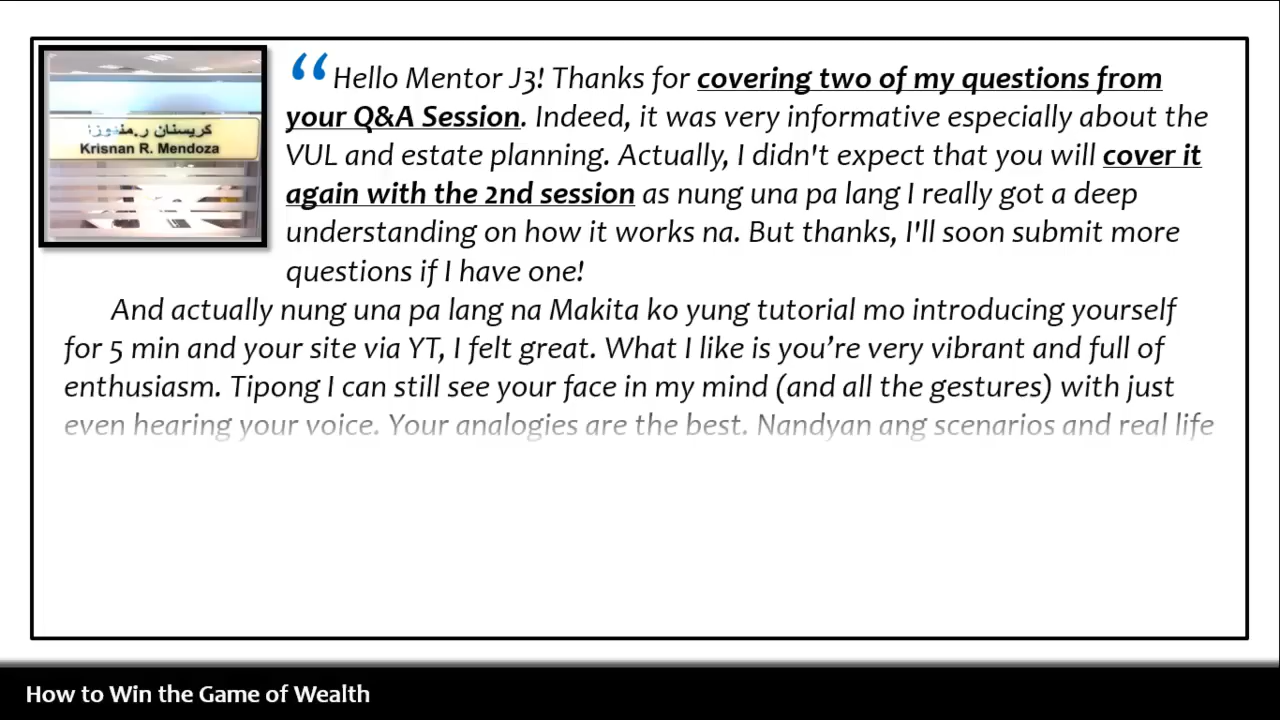 كريستنان ر.مندوزا
Krisnan R. Mendoza
“Hello Mentor J3! Thanks for covering two of my questions from
your Q&A Session. Indeed, it was very informative especially about the
VUL and estate planning. Actually, I didn't expect that you will cover it
again with the 2nd session as nung una pa lang I really got a deep
understanding on how it works na. But thanks, I'll soon submit more
questions if I have one!
And actually nung una pa lang na Makita ko yung tutorial mo introducing yourself
for 5 min and your site via YT, I felt great. What I like is you’re very vibrant and full of
enthusiasm. Tipong I can still see your face in my mind (and all the gestures) with just
even hearing your voice. Your analogies are the best. Nandyan ang scenarios and real life
How to Win the Game of Wealth